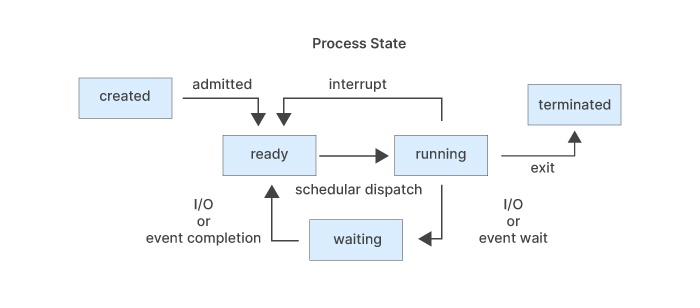 Process State
created
admitted
interrupt
terminated
ready
running
exit
schedular dispatch
I/O
or
event completion
I/O
or
event wait
waiting